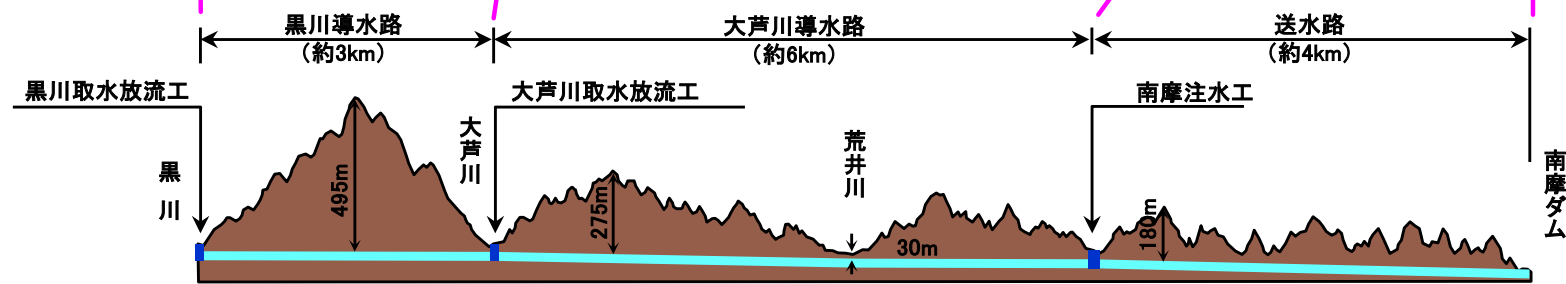 黒川導水路
（約3km）
大芦川導水路
（約6km）
送水路
（約4km）
黒川取水放流工
大芦川取水放流工
南摩注水工
黒川
大芦川
荒井川
南摩ダム
495m
275m
30m
180m